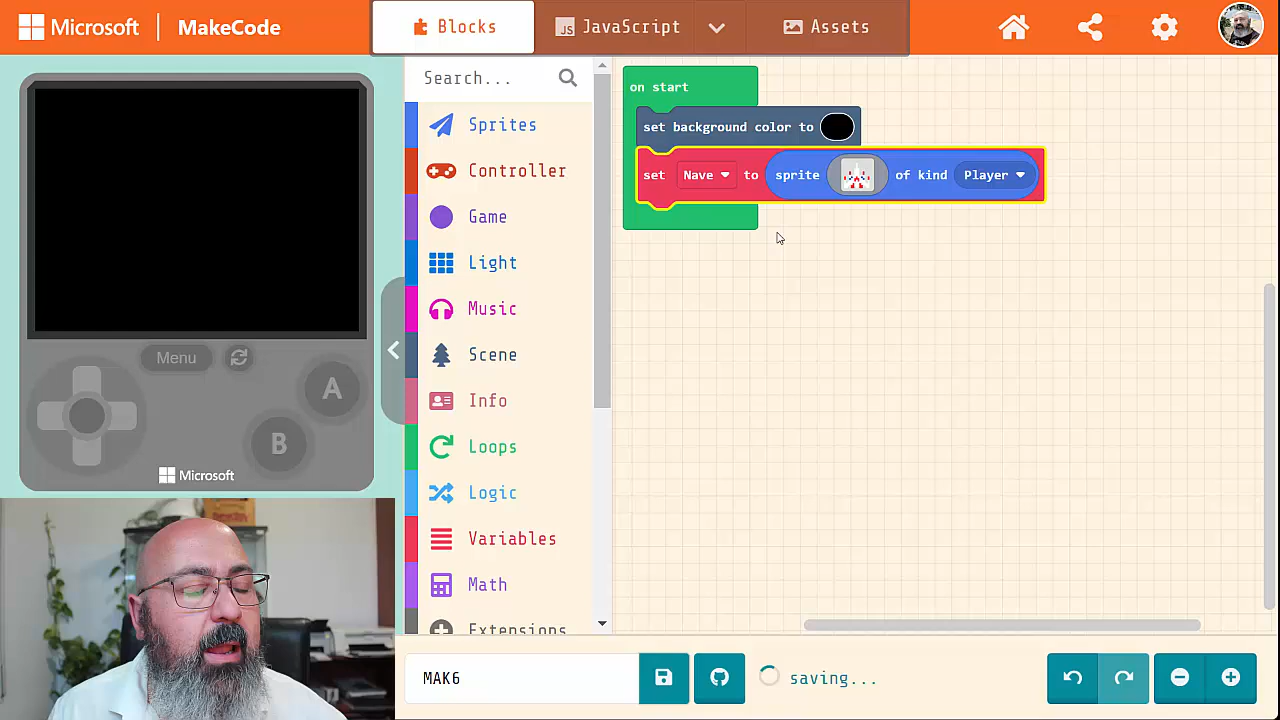 Microsoft MakeCode
Blocks
JavaScript
Assets
Search...
Sprites
Controller
Game
Light
Music
Scene
Info
Loops
Logic
Variables
Math
Extensions
on start
set background color to
set Nave to sprite of kind Player
Menu
A
B
Microsoft
MAK6
saving...